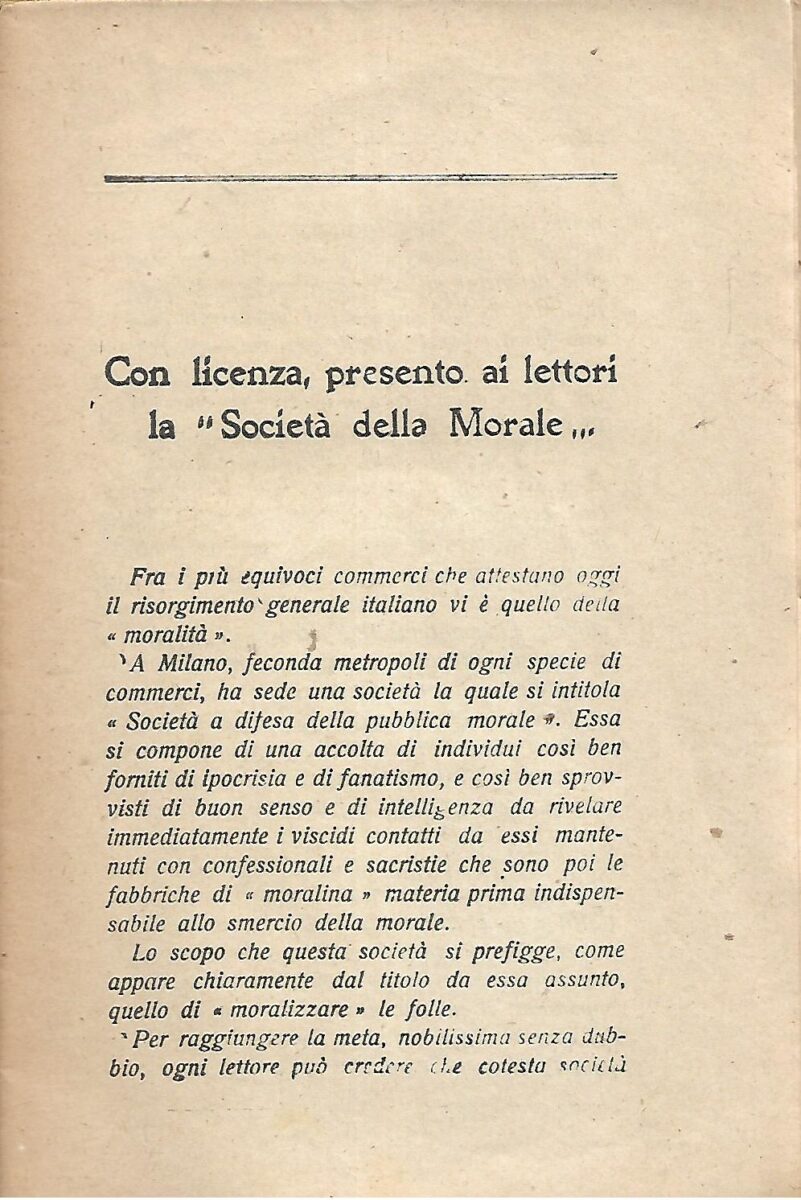 Con licenza, presento ai lettori
la "Società della Morale„.
Fra i più equivoci commerci che attestano oggi
il risorgimento generale italiano vi è quello della
« moralità ».
A Milano, feconda metropoli di ogni specie di
commerci, ha sede una società la quale si intitola
« Società a difesa della pubblica morale ». Essa
si compone di una accolta di individui così ben
forniti di ipocrisia e di fanatismo, e così ben sprov-
visti di buon senso e di intelligenza da rivelare
immediatamente i viscidi contatti da essi mante-
nuti con confessionali e sacristie che sono poi le
fabbriche di « moralina » materia prima indispen-
sabile allo smercio della morale.
Lo scopo che questa società si prefigge, come
appare chiaramente dal titolo da essa assunto,
quello di « moralizzare » le folle.
Per raggiungere la meta, nobilissima senza dub-
bio, ogni lettore può credere che cotesta società